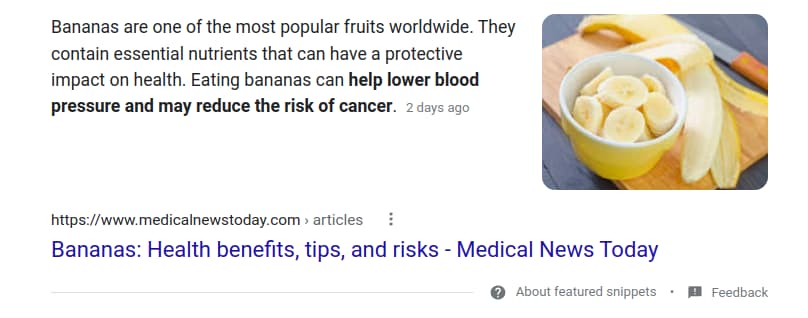 Bananas are one of the most popular fruits worldwide. They
contain essential nutrients that can have a protective
impact on health. Eating bananas can help lower blood
pressure and may reduce the risk of cancer. 2 days ago
https://www.medicalnewstoday.com › articles
Bananas: Health benefits, tips, and risks - Medical News Today
About featured snippets • Feedback